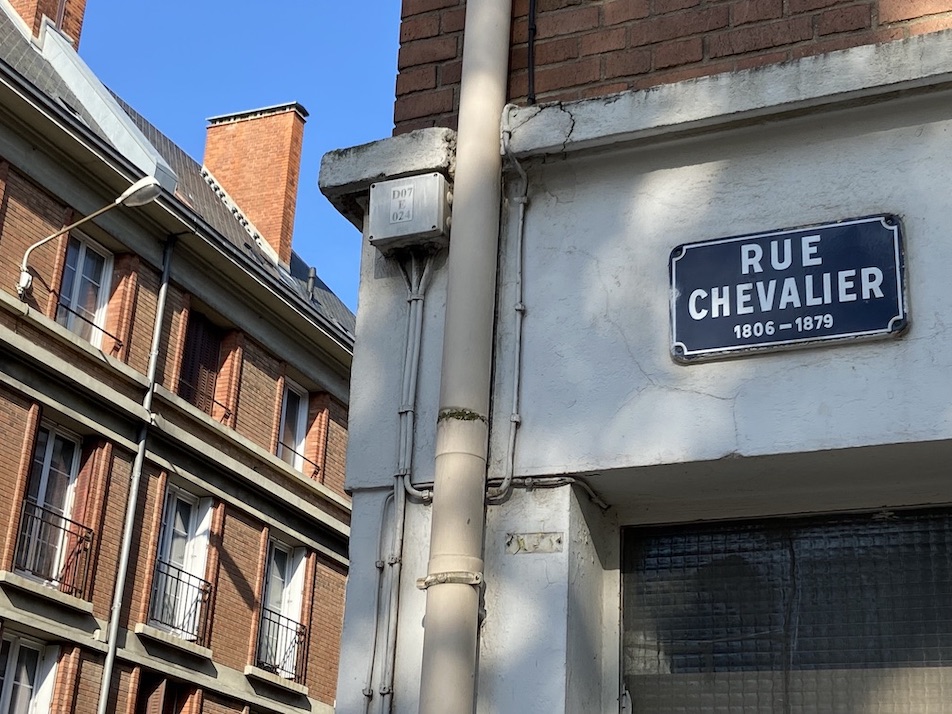 D07
E
024
RUE
CHEVALIER
1806 – 1879